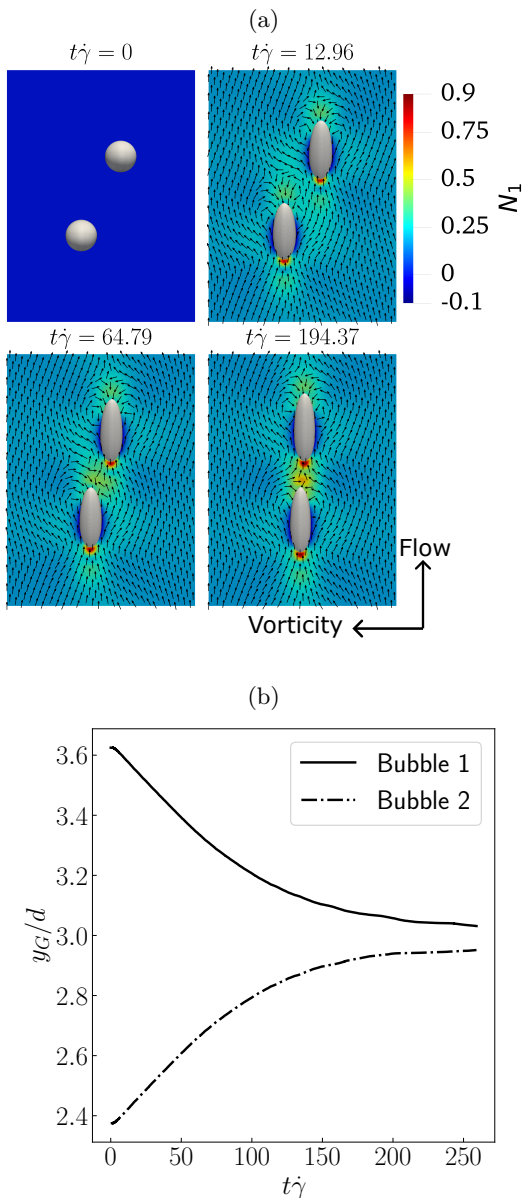 (a)
tγ̇ = 0
tγ̇ = 12.96
0.9
0.75
0.5
0.25
0
-0.1
N₁
tγ̇ = 64.79
tγ̇ = 194.37
Flow
Vorticity
(b)
Bubble 1
Bubble 2
3.6
3.4
3.2
3.0
2.8
2.6
2.4
y_G/d
0 50 100 150 200 250
tγ̇